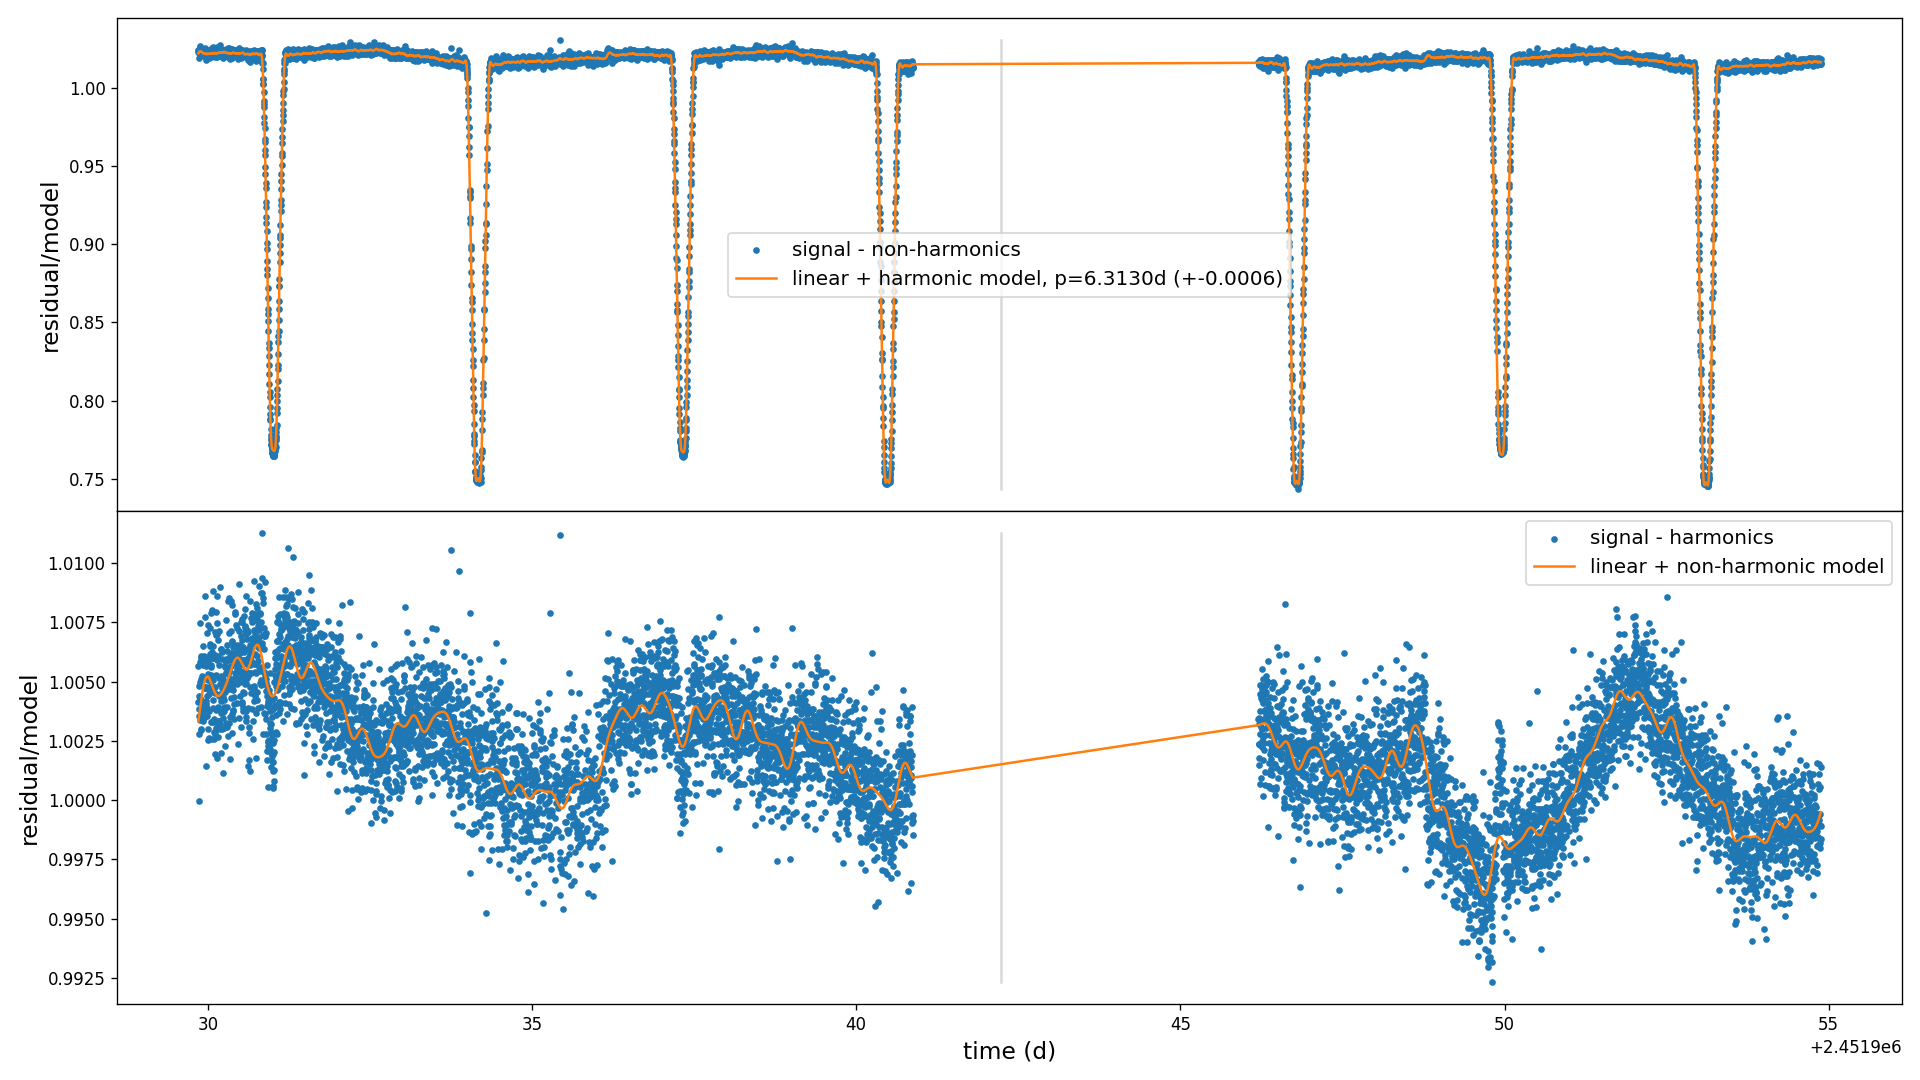 residual/model
1.00
0.95
0.90
0.85
0.80
0.75
signal - non-harmonics
linear + harmonic model, p=6.3130d (+-0.0006)
residual/model
1.0100
1.0075
1.0050
1.0025
1.0000
0.9975
0.9950
0.9925
signal - harmonics
linear + non-harmonic model
30 35 40 45 50 55
time (d)
+2.4519e6